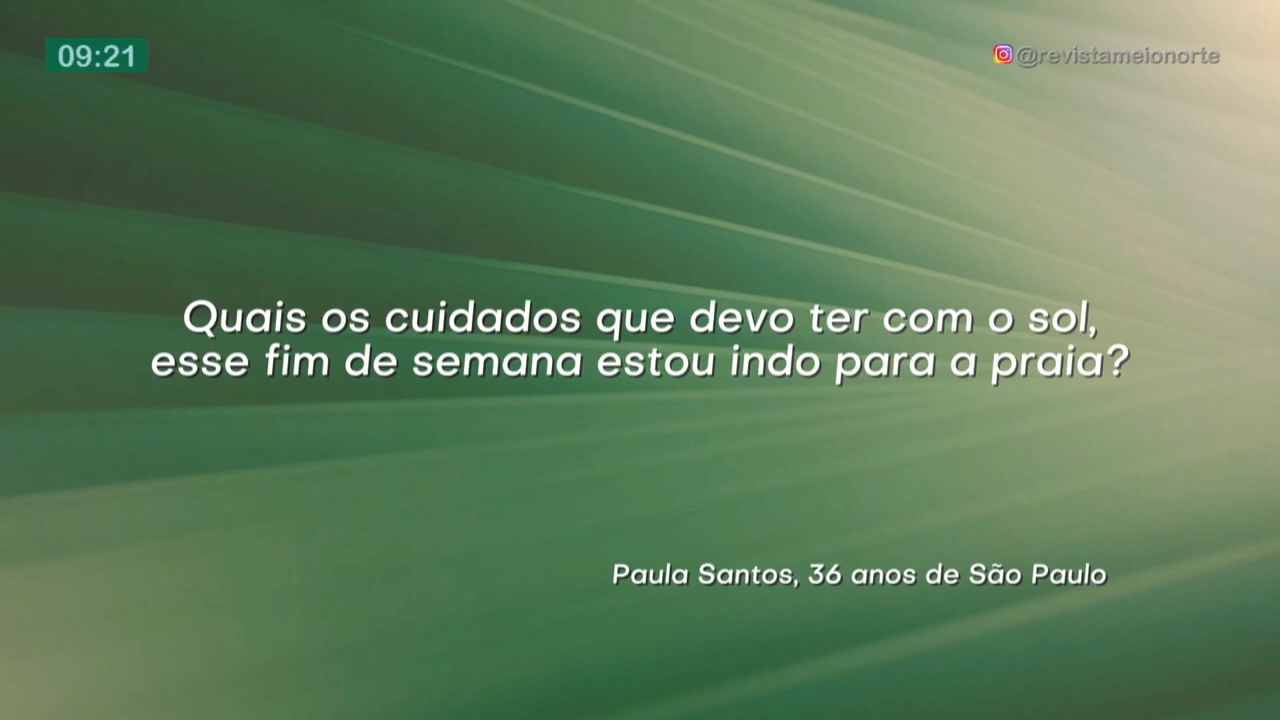 09:21
@revistameionorte
Quais os cuidados que devo ter com o sol,
esse fim de semana estou indo para a praia?
Paula Santos, 36 anos de São Paulo